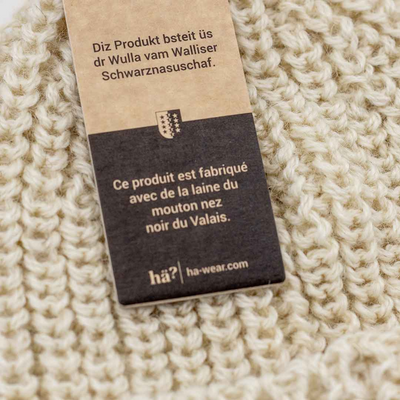 Diz Produkt bsteit üs
dr Wulla vam Walliser
Schwarznasuschaf.
Ce produit est fabriqué
avec de la laine du
mouton nez
noir du Valais.
hä? ha-wear.com